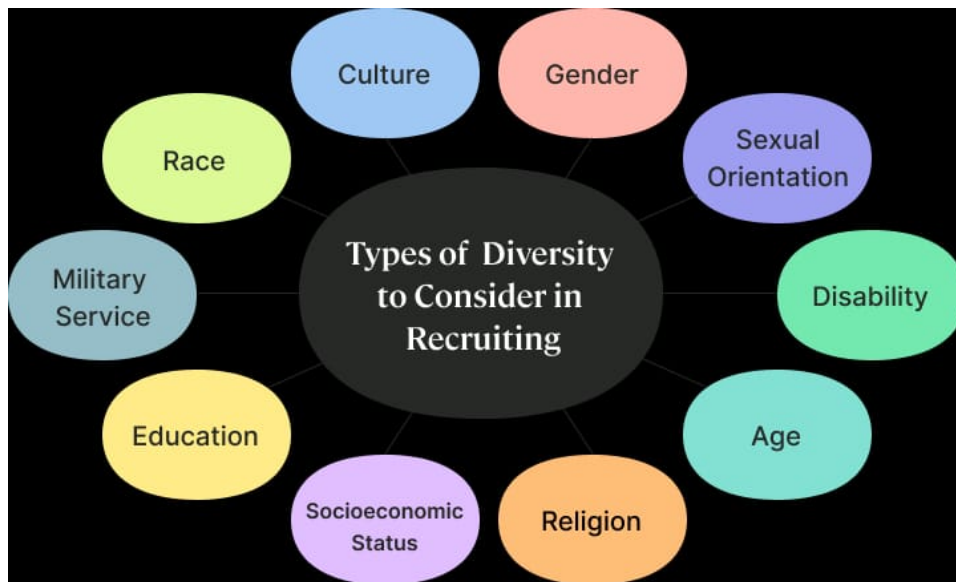 Culture
Gender
Race
Sexual
Orientation
Types of Diversity
to Consider in
Recruiting
Military
Service
Disability
Education
Age
Socioeconomic
Status
Religion